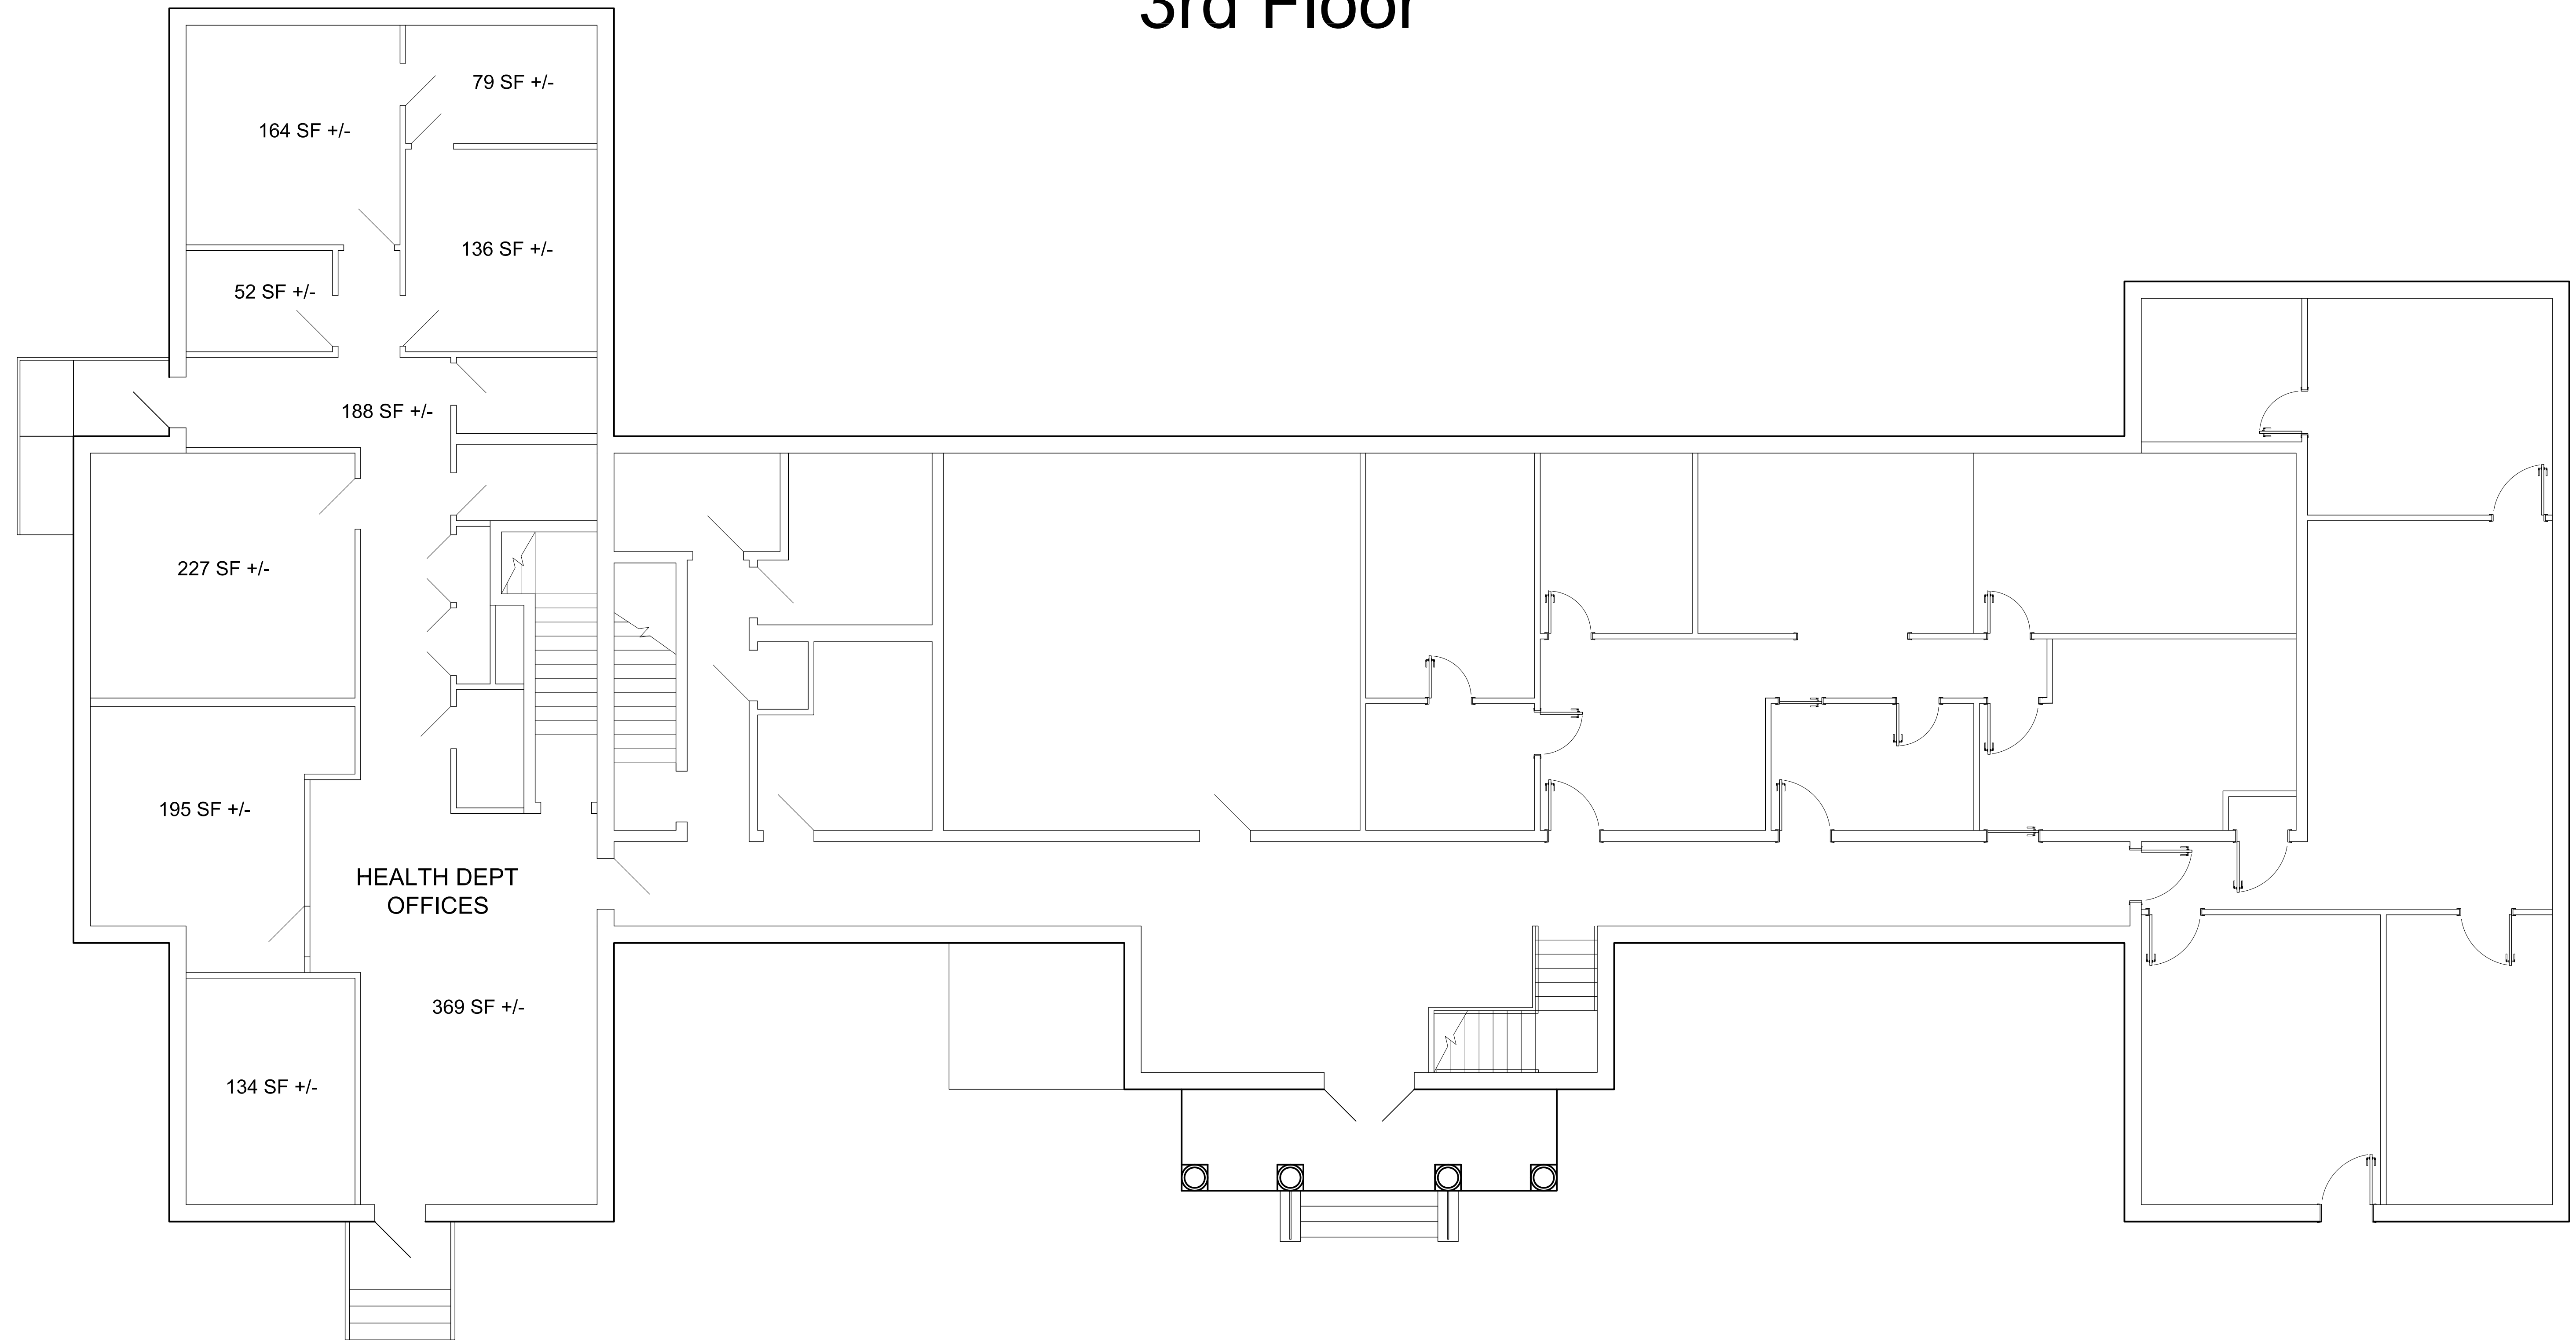 3rd Floor
79 SF +/-
164 SF +/-
136 SF +/-
52 SF +/-
188 SF +/-
227 SF +/-
195 SF +/-
HEALTH DEPT
OFFICES
369 SF +/-
134 SF +/-